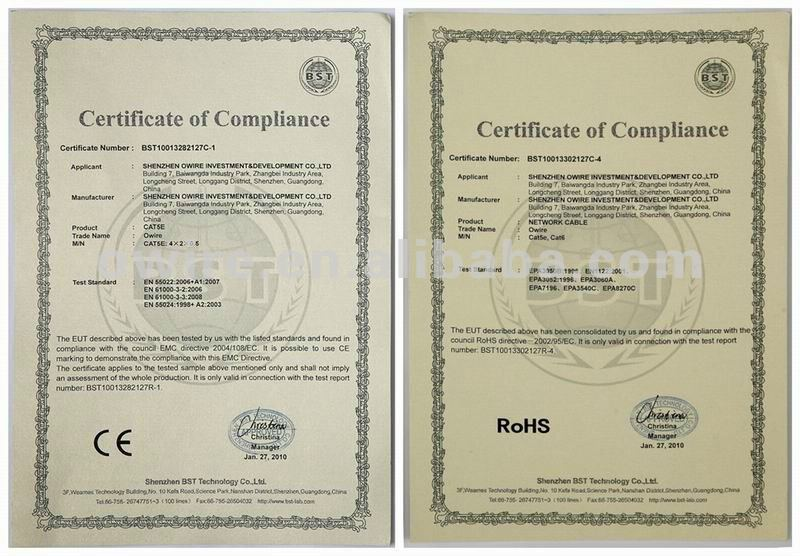 BST
Certificate of Compliance
Certificate Number : BST10013282127C-1
Applicant : SHENZHEN OWIRE INVESTMENT&DEVELOPMENT CO.,LTD
Building 7, Baiwangda Industry Park, Zhangbei Industry Area,
Longcheng Street, Longgang District, Shenzhen, Guangdong,
China
Manufacturer : SHENZHEN OWIRE INVESTMENT&DEVELOPMENT CO.,LTD
Building 7, Baiwangda Industry Park, Zhangbei Industry Area,
Longcheng Street, Longgang District, Shenzhen, Guangdong,
China
Product : CAT5E
Trade Name : Owire
M/N : CAT5E: 4×2×0.5
Test Standard : EN 55022:2006+A1:2007
EN 61000-3-2:2006
EN 61000-3-3:2008
EN 55024:1998+ A2:2003
BST
The EUT described above has been tested by us with the listed standards and found in
compliance with the council EMC directive 2004/108/EC. It is possible to use CE
marking to demonstrate the compliance with this EMC Directive.
The certificate applies to the tested sample above mentioned only and shall not imply
an assessment of the whole production. It is only valid in connection with the test report
number: BST10013282127R-1.
CE
Christina
Christina
Manager
Jan. 27, 2010
Shenzhen BST Technology Co.,Ltd.
3F,Weames Technology Building,No. 10 Kefa Road,Science Park,Nanshan District,Shenzhen,Guangdong,China
Tel:86-755- 26747751~3 (100 lines) Fax:86-755-26504032 http://www.bst-lab.com
BST
Certificate of Compliance
Certificate Number: BST10013302127C-4
Applicant : SHENZHEN OWIRE INVESTMENT&DEVELOPMENT CO.,LTD
Building 7, Baiwangda Industry Park, Zhangbei Industry Area,
Longcheng Street, Longgang District, Shenzhen, Guangdong,
China
Manufacturer : SHENZHEN OWIRE INVESTMENT&DEVELOPMENT CO.,LTD
Building 7, Baiwangda Industry Park, Zhangbei Industry Area,
Longcheng Street, Longgang District, Shenzhen, Guangdong,
China
Product : NETWORK CABLE
Trade Name : Owire
M/N : Cat5e, Cat6
Test Standard : EPA3050B:1996, EN1122:2001,
EPA3052:1996, EPA3060A,
EPA7196, EPA3540C, EPA8270C
BST
The EUT described above has been consolidated by us and found in compliance with the
council RoHS directive : 2002/95/EC. It is only valid in connection with the test report
number: BST10013302127R-4.
RoHS
Christina
Christina
Manager
Jan. 27, 2010
Shenzhen BST Technology Co.,Ltd.
3F,Weames Technology Building,No. 10 Kefa Road,Science Park,Nanshan District,Shenzhen,Guangdong,China
Tel:86-755- 26747751~3 (100 lines) Fax:86-755-26504032 http://www.bst-lab.com
owire.en.alibaba.com